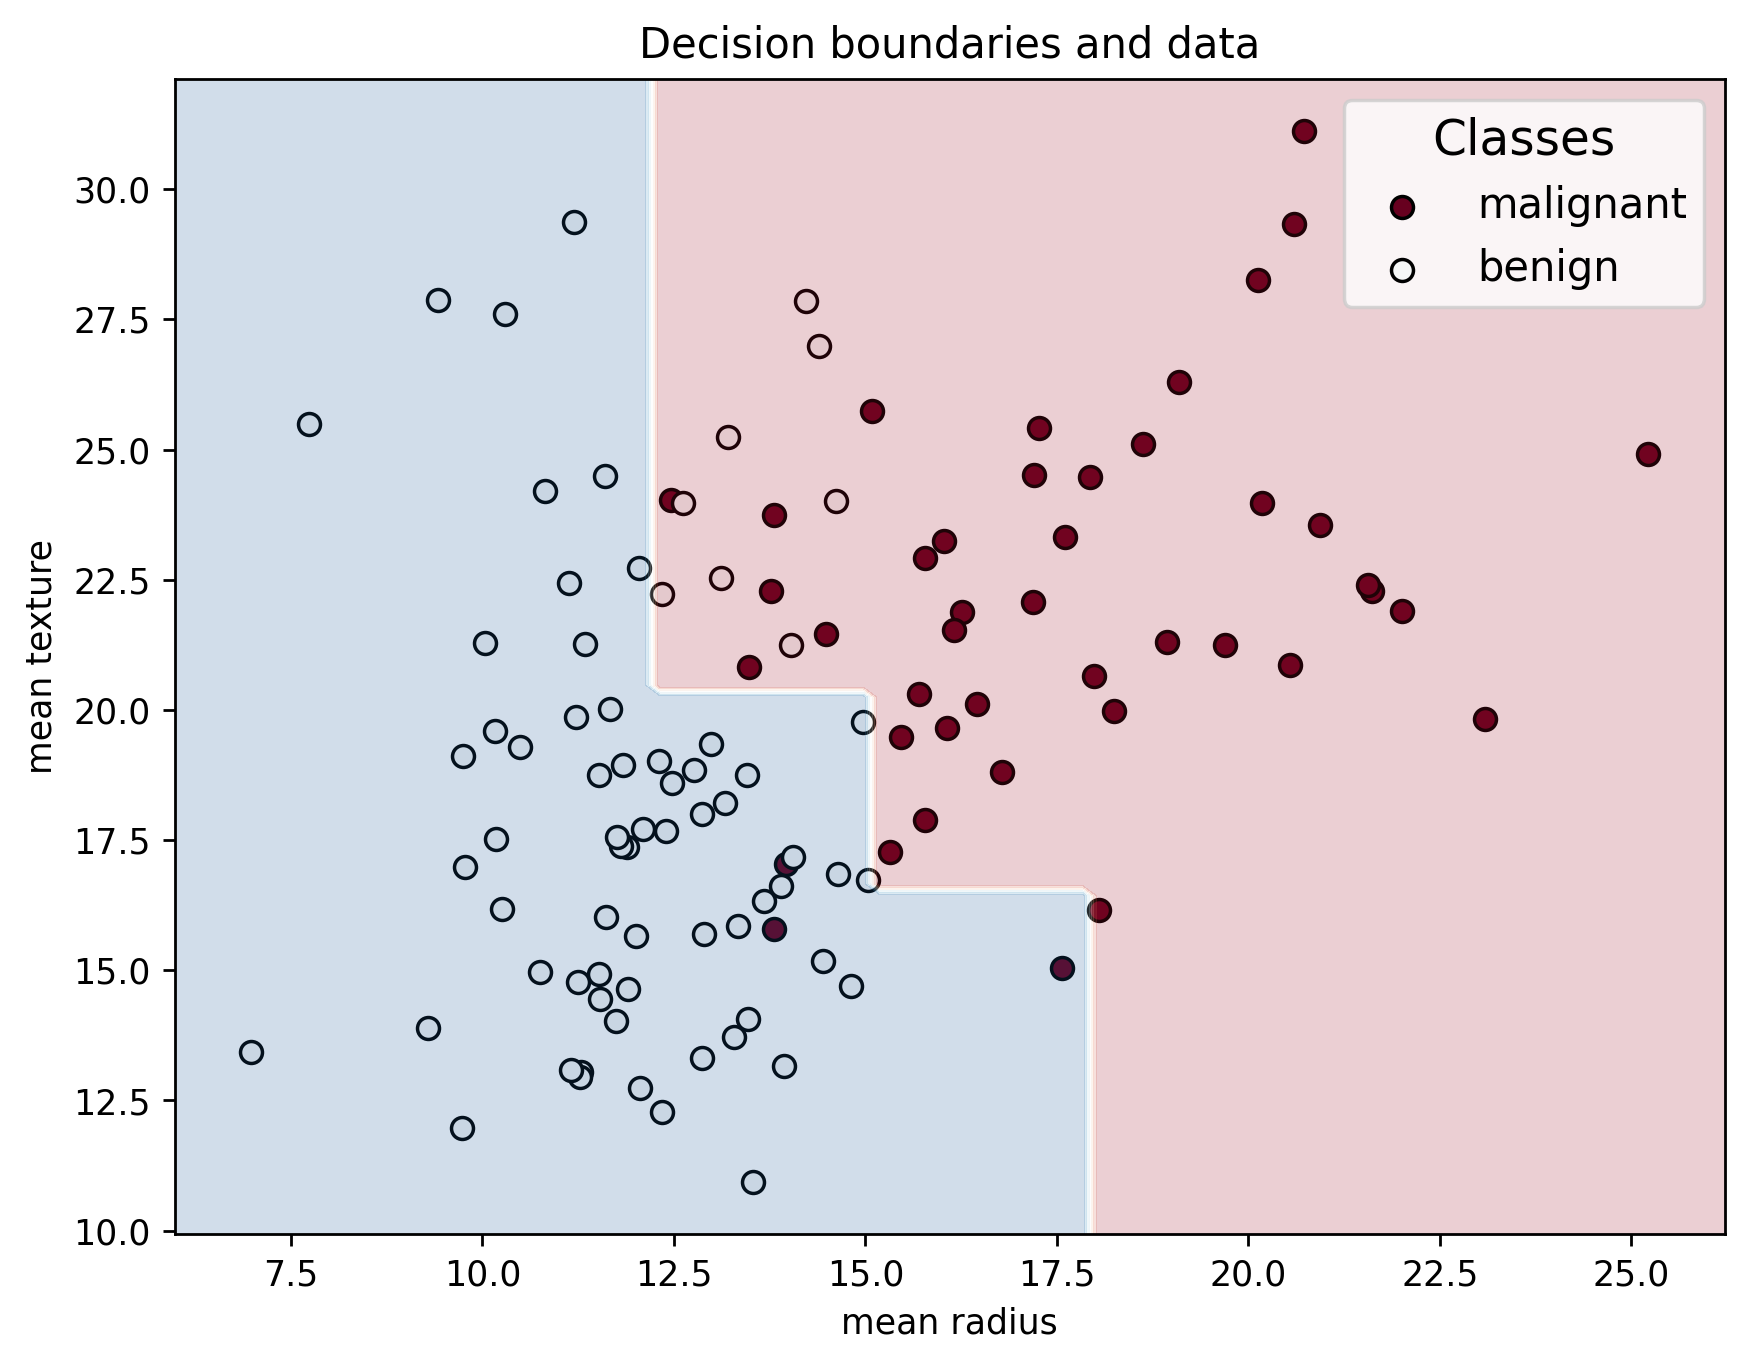 Decision boundaries and data
Classes
malignant
benign
30.0
27.5
25.0
22.5
20.0
17.5
15.0
12.5
10.0
mean texture
7.5 10.0 12.5 15.0 17.5 20.0 22.5 25.0
mean radius